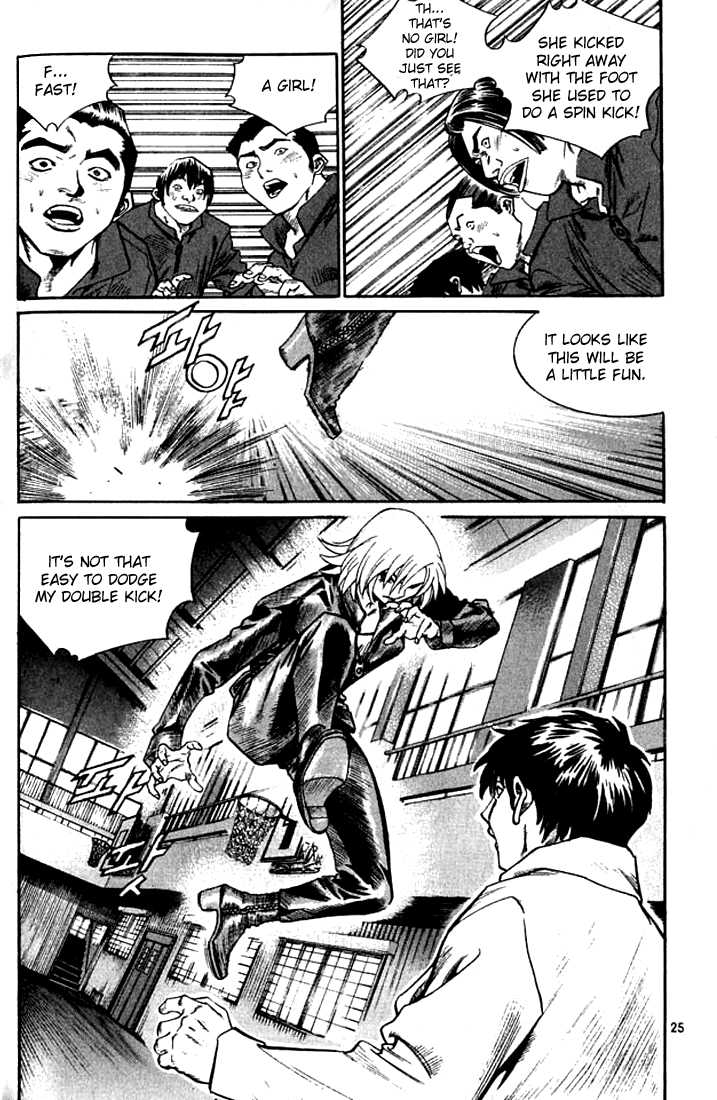 F...
FAST!
A GIRL!
TH...
THAT'S
NO GIRL!
DID YOU
JUST SEE
THAT?
SHE KICKED
RIGHT AWAY
WITH THE FOOT
SHE USED TO
DO A SPIN KICK!
IT LOOKS LIKE
THIS WILL BE
A LITTLE FUN.
파앙
IT'S NOT THAT
EASY TO DODGE
MY DOUBLE KICK!
25